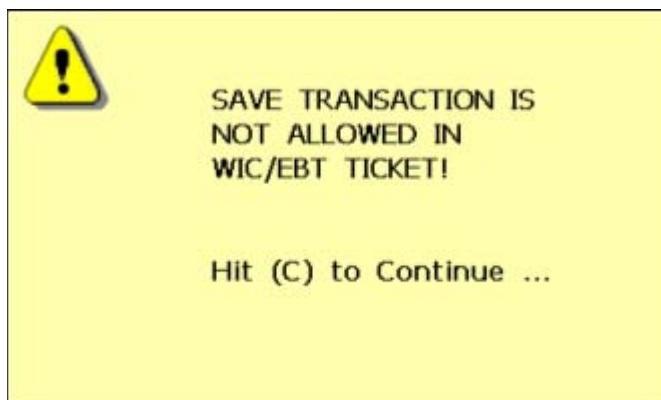 SAVE TRANSACTION IS
NOT ALLOWED IN
WIC/EBT TICKET!
Hit (C) to Continue ...